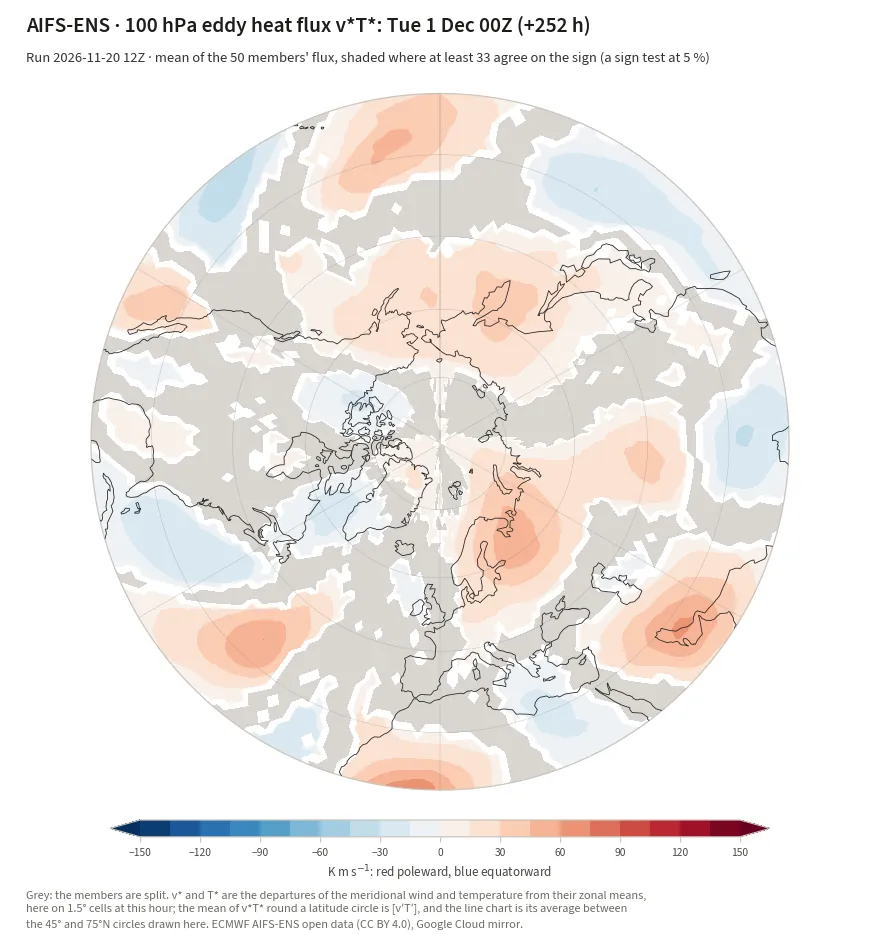 AIFS-ENS · 100 hPa eddy heat flux v*T*: Tue 1 Dec 00Z (+252 h)
Run 2026-11-20 12Z · mean of the 50 members' flux, shaded where at least 33 agree on the sign (a sign test at 5 %)
−150 −120 −90 −60 −30 0 30 60 90 120 150
K m s⁻¹: red poleward, blue equatorward
Grey: the members are split. v* and T* are the departures of the meridional wind and temperature from their zonal means,
here on 1.5° cells at this hour; the mean of v*T* round a latitude circle is [v'T'], and the line chart is its average between
the 45° and 75°N circles drawn here. ECMWF AIFS-ENS open data (CC BY 4.0), Google Cloud mirror.